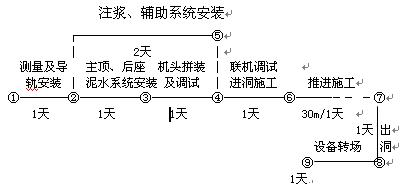 注浆、辅助系统安装
⑤
2天
测量及导轨安装
主顶、后座泥水系统安装
机头拼装及调试
联机调试进洞施工
推进施工
① ② ③ ④ ⑥ ⑦
1天 1天 1天 1天 30m/1天
1天 出洞
设备转场
⑨ ⑧
1天